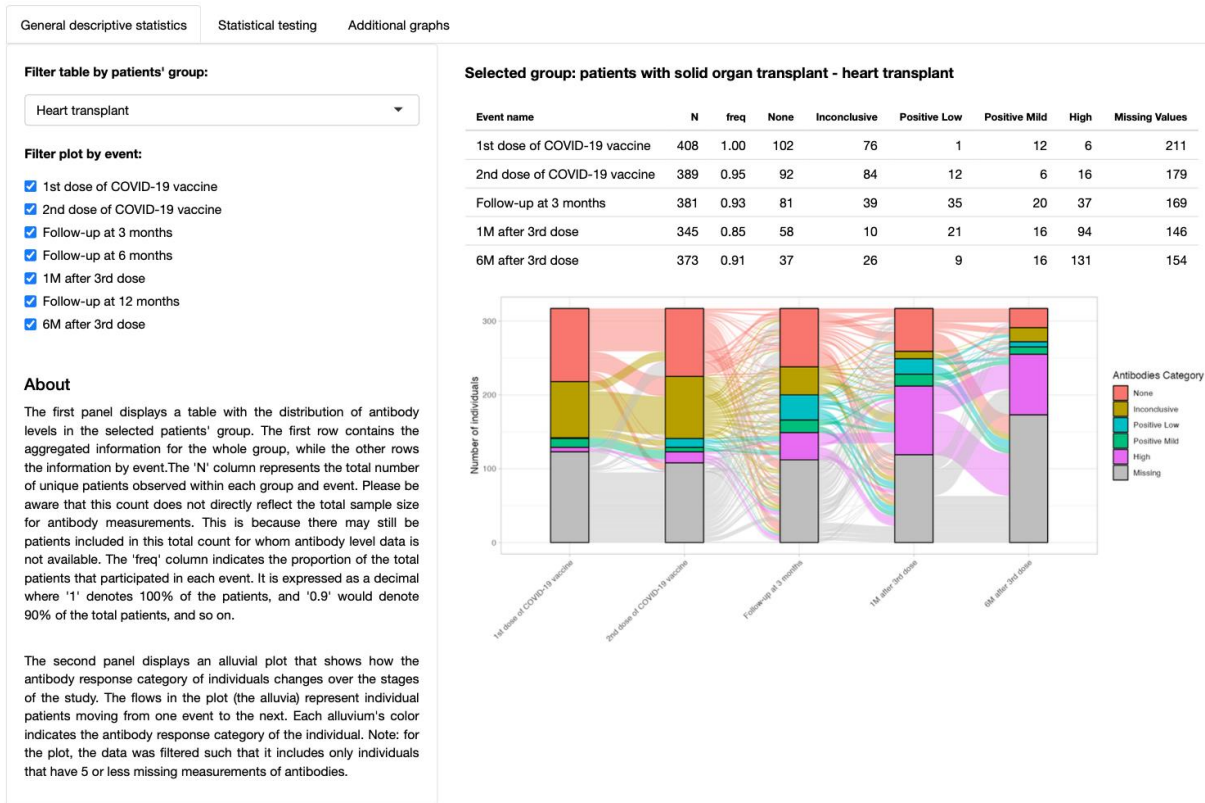 General descriptive statistics Statistical testing Additional graphs
Filter table by patients' group:
Heart transplant
Filter plot by event:
1st dose of COVID-19 vaccine
2nd dose of COVID-19 vaccine
Follow-up at 3 months
Follow-up at 6 months
1M after 3rd dose
Follow-up at 12 months
6M after 3rd dose
About
The first panel displays a table with the distribution of antibody
levels in the selected patients' group. The first row contains the
aggregated information for the whole group, while the other rows
the information by event.The 'N' column represents the total number
of unique patients observed within each group and event. Please be
aware that this count does not directly reflect the total sample size
for antibody measurements. This is because there may still be
patients included in this total count for whom antibody level data is
not available. The 'freq' column indicates the proportion of the total
patients that participated in each event. It is expressed as a decimal
where '1' denotes 100% of the patients, and '0.9' would denote
90% of the total patients, and so on.
The second panel displays an alluvial plot that shows how the
antibody response category of individuals changes over the stages
of the study. The flows in the plot (the alluvia) represent individual
patients moving from one event to the next. Each alluvium's color
indicates the antibody response category of the individual. Note: for
the plot, the data was filtered such that it includes only individuals
that have 5 or less missing measurements of antibodies.
Selected group: patients with solid organ transplant - heart transplant
Event name N freq None Inconclusive Positive Low Positive Mild High Missing Values
1st dose of COVID-19 vaccine 408 1.00 102 76 1 12 6 211
2nd dose of COVID-19 vaccine 389 0.95 92 84 12 6 16 179
Follow-up at 3 months 381 0.93 81 39 35 20 37 169
1M after 3rd dose 345 0.85 58 10 21 16 94 146
6M after 3rd dose 373 0.91 37 26 9 16 131 154
Number of individuals
300
200
100
0
1st dose of COVID-19 vaccine
2nd dose of COVID-19 vaccine
Follow-up at 3 months
1M after 3rd dose
6M after 3rd dose
Antibodies Category
None
Inconclusive
Positive Low
Positive Mild
High
Missing